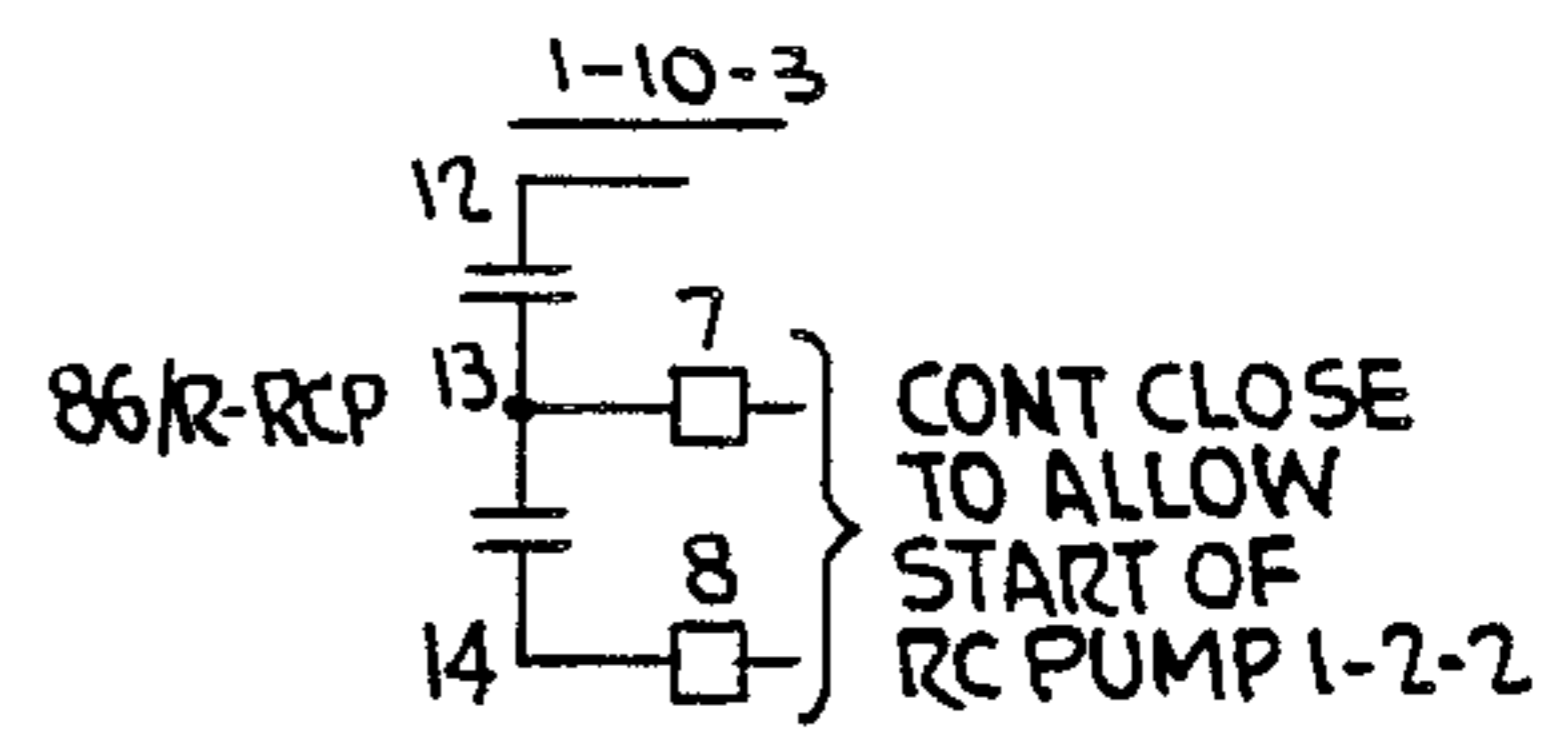 1-10-3
12
7
86/R-RCP 13
CONT CLOSE
TO ALLOW
START OF
RC PUMP 1-2-2
8
14